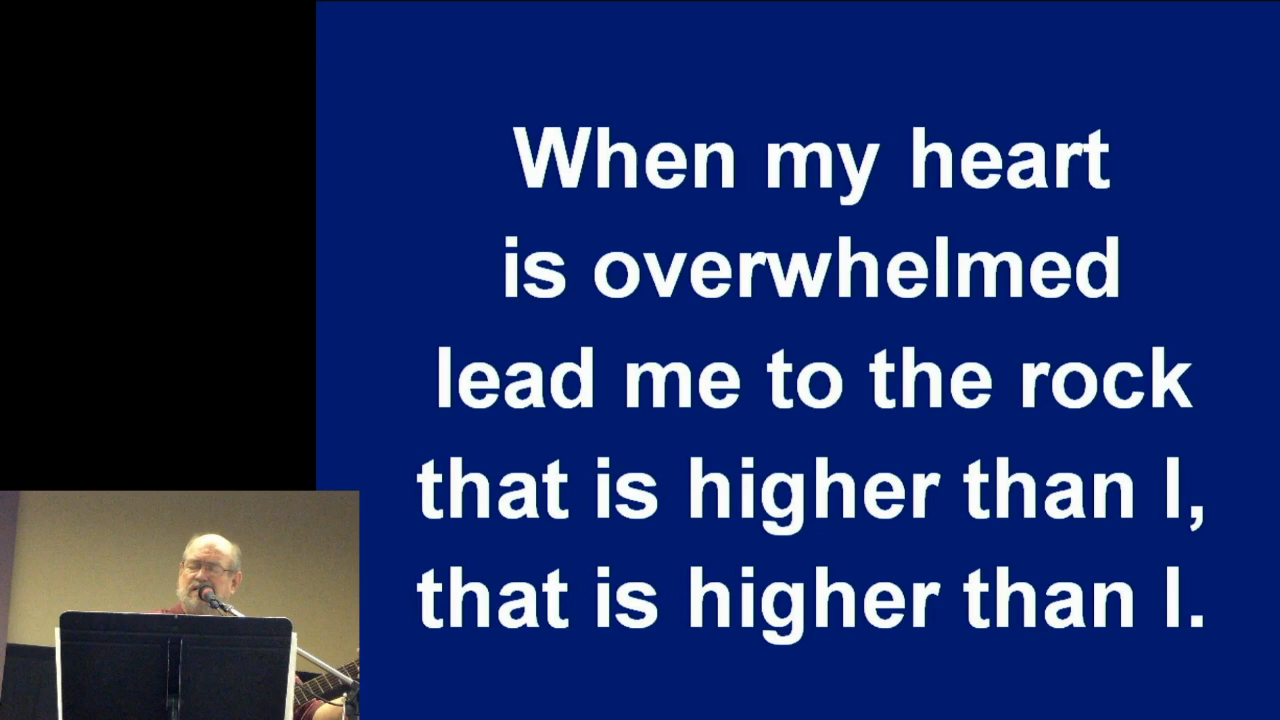 When my heart
is overwhelmed
lead me to the rock
that is higher than I,
that is higher than I.